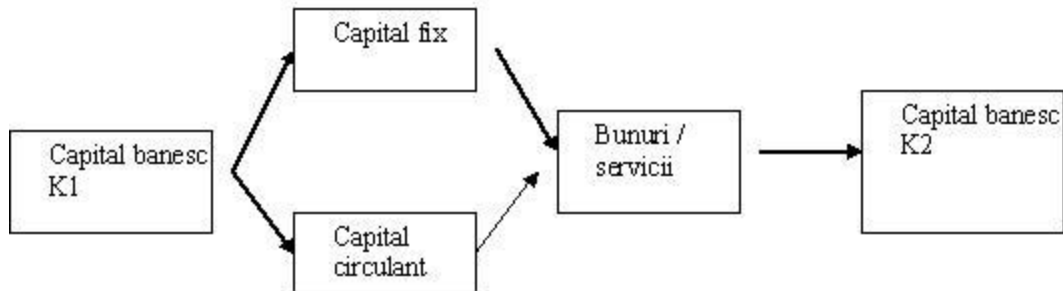 Capital fix
Capital banesc
K1
Capital
circulant
Bunuri /
servicii
Capital banesc
K2